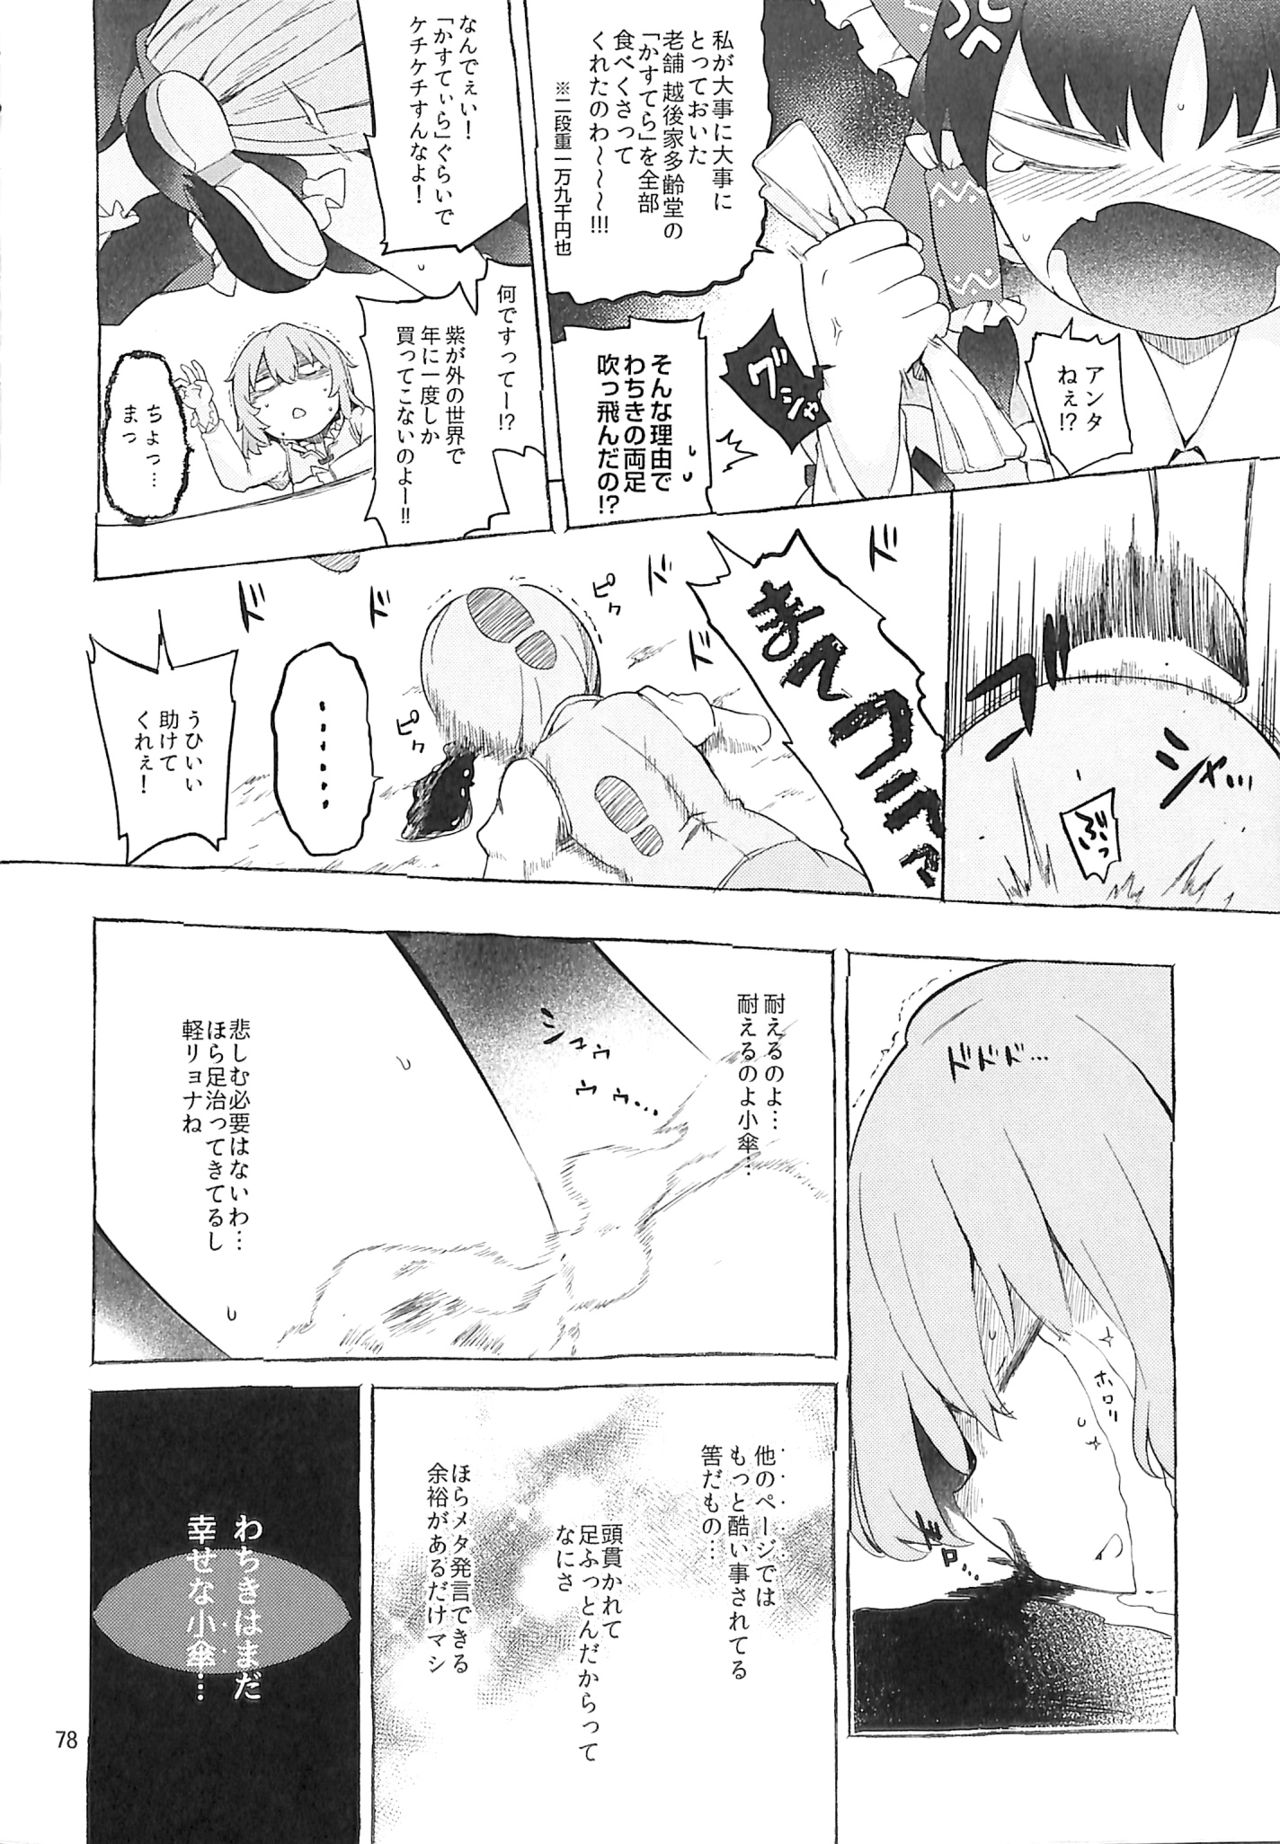 アンタ
ねぇ!?
私が大事に大事に
とっておいた
老舗 越後家多齢堂の
「かすてら」を全部
食べくさって
くれたのわ〜〜〜!!!
※二段重一万九千円也
グシャ
そんな理由で
わちきの両足
吹っ飛んだの!?
なんでぇい!
「かすてぃら」ぐらいで
ケチケチすんなよ!
何ですってー!?
紫が外の世界で
年に一度しか
買ってこないのよー!!
ちょっ…
まっ
グシャッ
ぶっ
まてコラァァ
ド
ド
ド
ド
ピク
ピク
……
うひいい
助けて
くれぇ!
ドドド…
ホロリ
ドロ…
耐えるのよ…
耐えるのよ小傘…
シュウ
ウゥ…
悲しむ必要はないわ…
ほら足治ってきてるし
軽リョナね
他のページでは
もっと酷い事されてる
筈だもの…
頭貫かれて
足ふっとんだからって
なにさ
ほらメタ発言できる
余裕があるだけマシ
わちきはまだ
幸せな小傘…
78